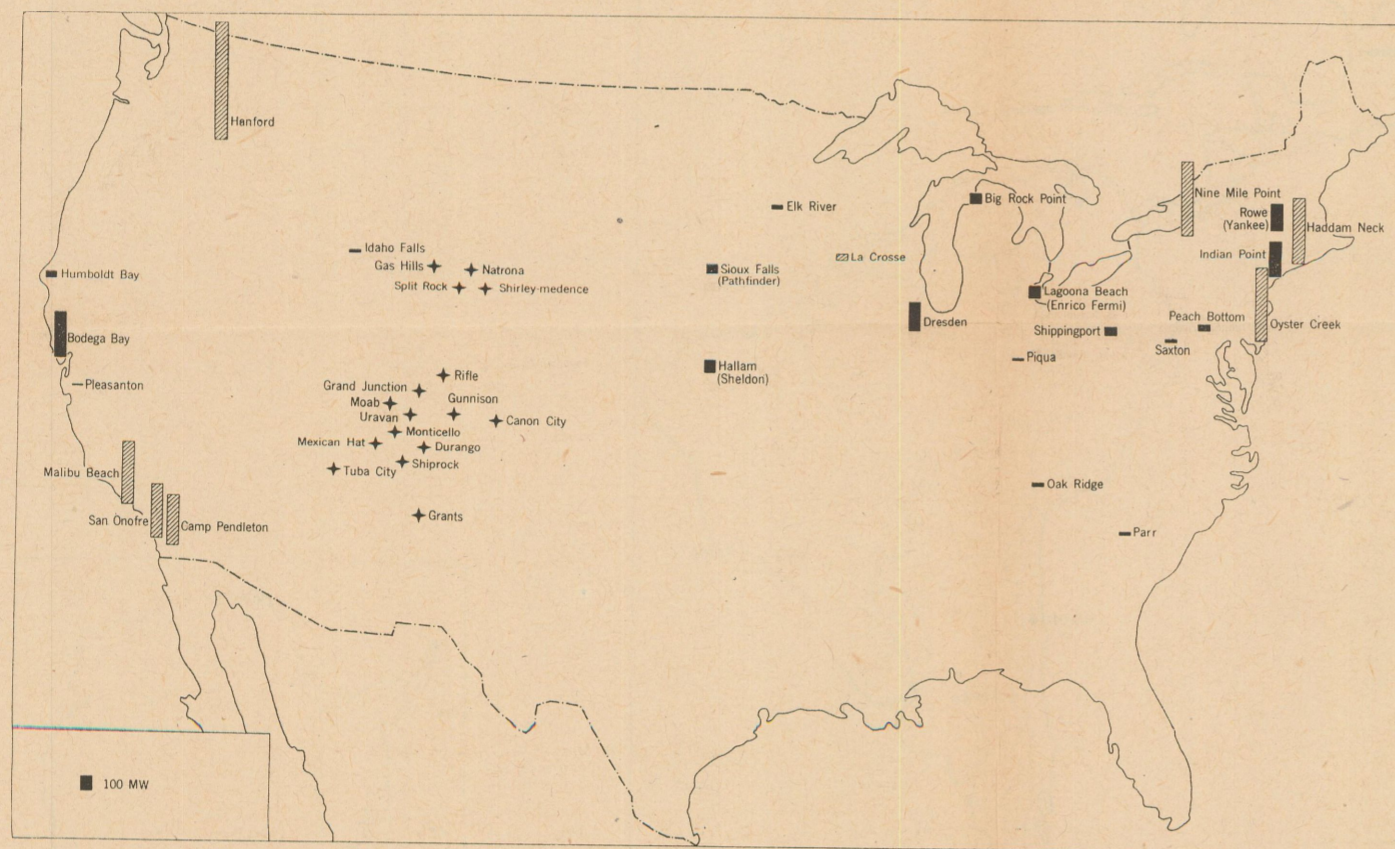 Hanford
Nine Mile Point
Elk River
Big Rock Point
Rowe
(Yankee)
Haddam Neck
Idaho Falls
Gas Hills
Natrona
La Crosse
Indian Point
Humboldt Bay
Sioux Falls
(Pathfinder)
Split Rock
Shirley-medence
Lagoona Beach
(Enrico Fermi)
Peach Bottom
Dresden
Oyster Creek
Shippingport
Bodega Bay
Saxton
Piqua
Hallam
(Sheldon)
Rifle
Pleasanton
Grand Junction
Moab
Gunnison
Uravan
Canon City
Monticello
Mexican Hat
Durango
Shiprock
Tuba City
Malibu Beach
Oak Ridge
Grants
San Onofre
Camp Pendleton
Parr
100 MW